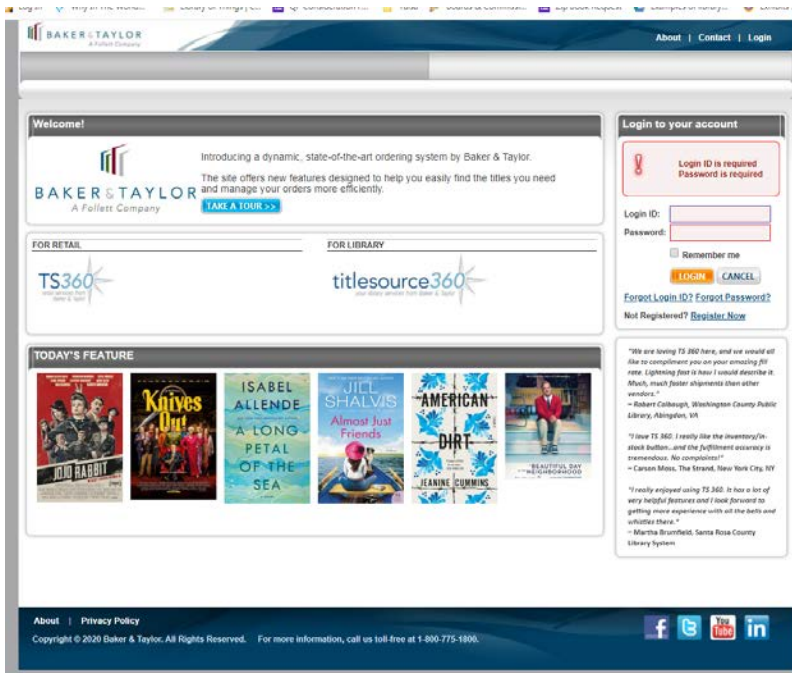 BAKER & TAYLOR
A Follett Company
About | Contact | Login
Welcome!
BAKER & TAYLOR
A Follett Company
Introducing a dynamic, state-of-the-art ordering system by Baker & Taylor.
The site offers new features designed to help you easily find the titles you need
and manage your orders more efficiently.
TAKE A TOUR >>
FOR RETAIL
FOR LIBRARY
TS360
titlesource360
TODAY'S FEATURE
JOJO RABBIT
Knives
Out
ISABEL
ALLENDE
A LONG
PETAL
OF THE
SEA
JILL
SHALVIS
Almost Just
Friends
AMERICAN
DIRT
JEANINE CUMMINS
BEAUTIFUL DAY
NEIGHBORHOOD
Login to your account
Login ID is required
Password is required
Login ID:
Password:
Remember me
LOGIN CANCEL
Forgot Login ID? Forgot Password?
Not Registered? Register Now
"We are loving TS 360 here, and we would all
like to compliment you on your amazing fill
rate. Lightning fast is how I would describe it.
Much, much faster shipments then other
vendors."
~ Robert Colbaugh, Washington County Public
Library, Abingdon, VA
"I love TS 360. I really like the inventory/in-
stock button...and the fulfillment accuracy is
tremendous. No complaints!"
~ Carson Moss, The Strand, New York City, NY
"I really enjoyed using TS 360. It has a lot of
very helpful features and I look forward to
getting more experience with all the bells and
whistles there."
~ Martha Brumfield, Santa Rosa County
Library System
About | Privacy Policy
Copyright © 2020 Baker & Taylor. All Rights Reserved. For more information, call us toll-free at 1-800-775-1800.
You
Tube
in